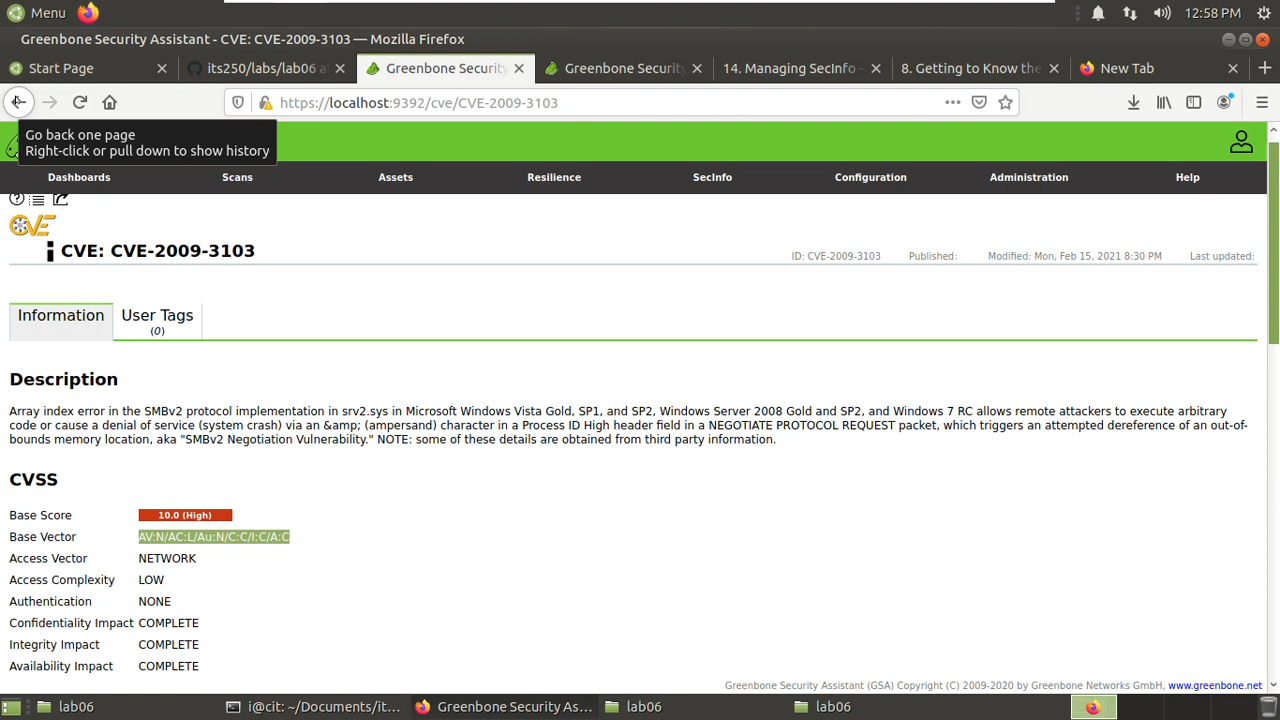 Menu
12:58 PM
Greenbone Security Assistant - CVE: CVE-2009-3103 — Mozilla Firefox
Start Page
its250/labs/lab06 a
Greenbone Securit
Greenbone Securit
14. Managing SecInfo
8. Getting to Know the
New Tab
https://localhost:9392/cve/CVE-2009-3103
Go back one page
Right-click or pull down to show history
Dashboards Scans Assets Resilience SecInfo Configuration Administration Help
CVE
CVE: CVE-2009-3103
ID: CVE-2009-3103 Published: Modified: Mon, Feb 15, 2021 8:30 PM Last updated:
Information
User Tags
(0)
Description
Array index error in the SMBv2 protocol implementation in srv2.sys in Microsoft Windows Vista Gold, SP1, and SP2, Windows Server 2008 Gold and SP2, and Windows 7 RC allows remote attackers to execute arbitrary
code or cause a denial of service (system crash) via an &amp; (ampersand) character in a Process ID High header field in a NEGOTIATE PROTOCOL REQUEST packet, which triggers an attempted dereference of an out-of-
bounds memory location, aka "SMBv2 Negotiation Vulnerability." NOTE: some of these details are obtained from third party information.
CVSS
Base Score 10.0 (High)
Base Vector AV:N/AC:L/Au:N/C:C/I:C/A:C
Access Vector NETWORK
Access Complexity LOW
Authentication NONE
Confidentiality Impact COMPLETE
Integrity Impact COMPLETE
Availability Impact COMPLETE
Greenbone Security Assistant (GSA) Copyright (C) 2009-2020 by Greenbone Networks GmbH, www.greenbone.net
lab06
i@cit: ~/Documents/it...
Greenbone Security As...
lab06
lab06